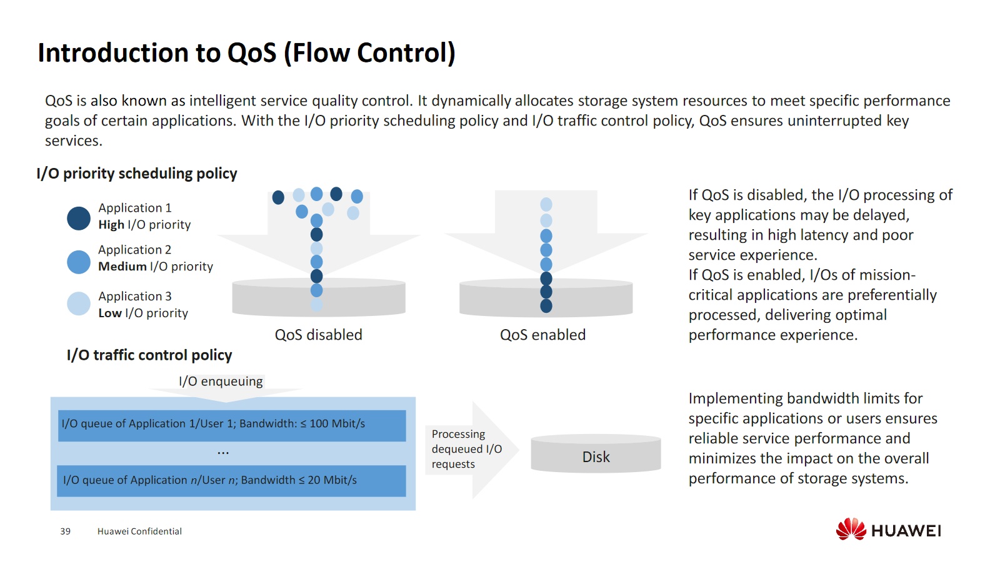 Introduction to QoS (Flow Control)
QoS is also known as intelligent service quality control. It dynamically allocates storage system resources to meet specific performance
goals of certain applications. With the I/O priority scheduling policy and I/O traffic control policy, QoS ensures uninterrupted key
services.
I/O priority scheduling policy
Application 1
High I/O priority
Application 2
Medium I/O priority
Application 3
Low I/O priority
QoS disabled
QoS enabled
If QoS is disabled, the I/O processing of
key applications may be delayed,
resulting in high latency and poor
service experience.
If QoS is enabled, I/Os of mission-
critical applications are preferentially
processed, delivering optimal
performance experience.
I/O traffic control policy
I/O enqueuing
I/O queue of Application 1/User 1; Bandwidth: ≤ 100 Mbit/s
...
I/O queue of Application n/User n; Bandwidth ≤ 20 Mbit/s
Processing
dequeued I/O
requests
Disk
Implementing bandwidth limits for
specific applications or users ensures
reliable service performance and
minimizes the impact on the overall
performance of storage systems.
39
Huawei Confidential
HUAWEI